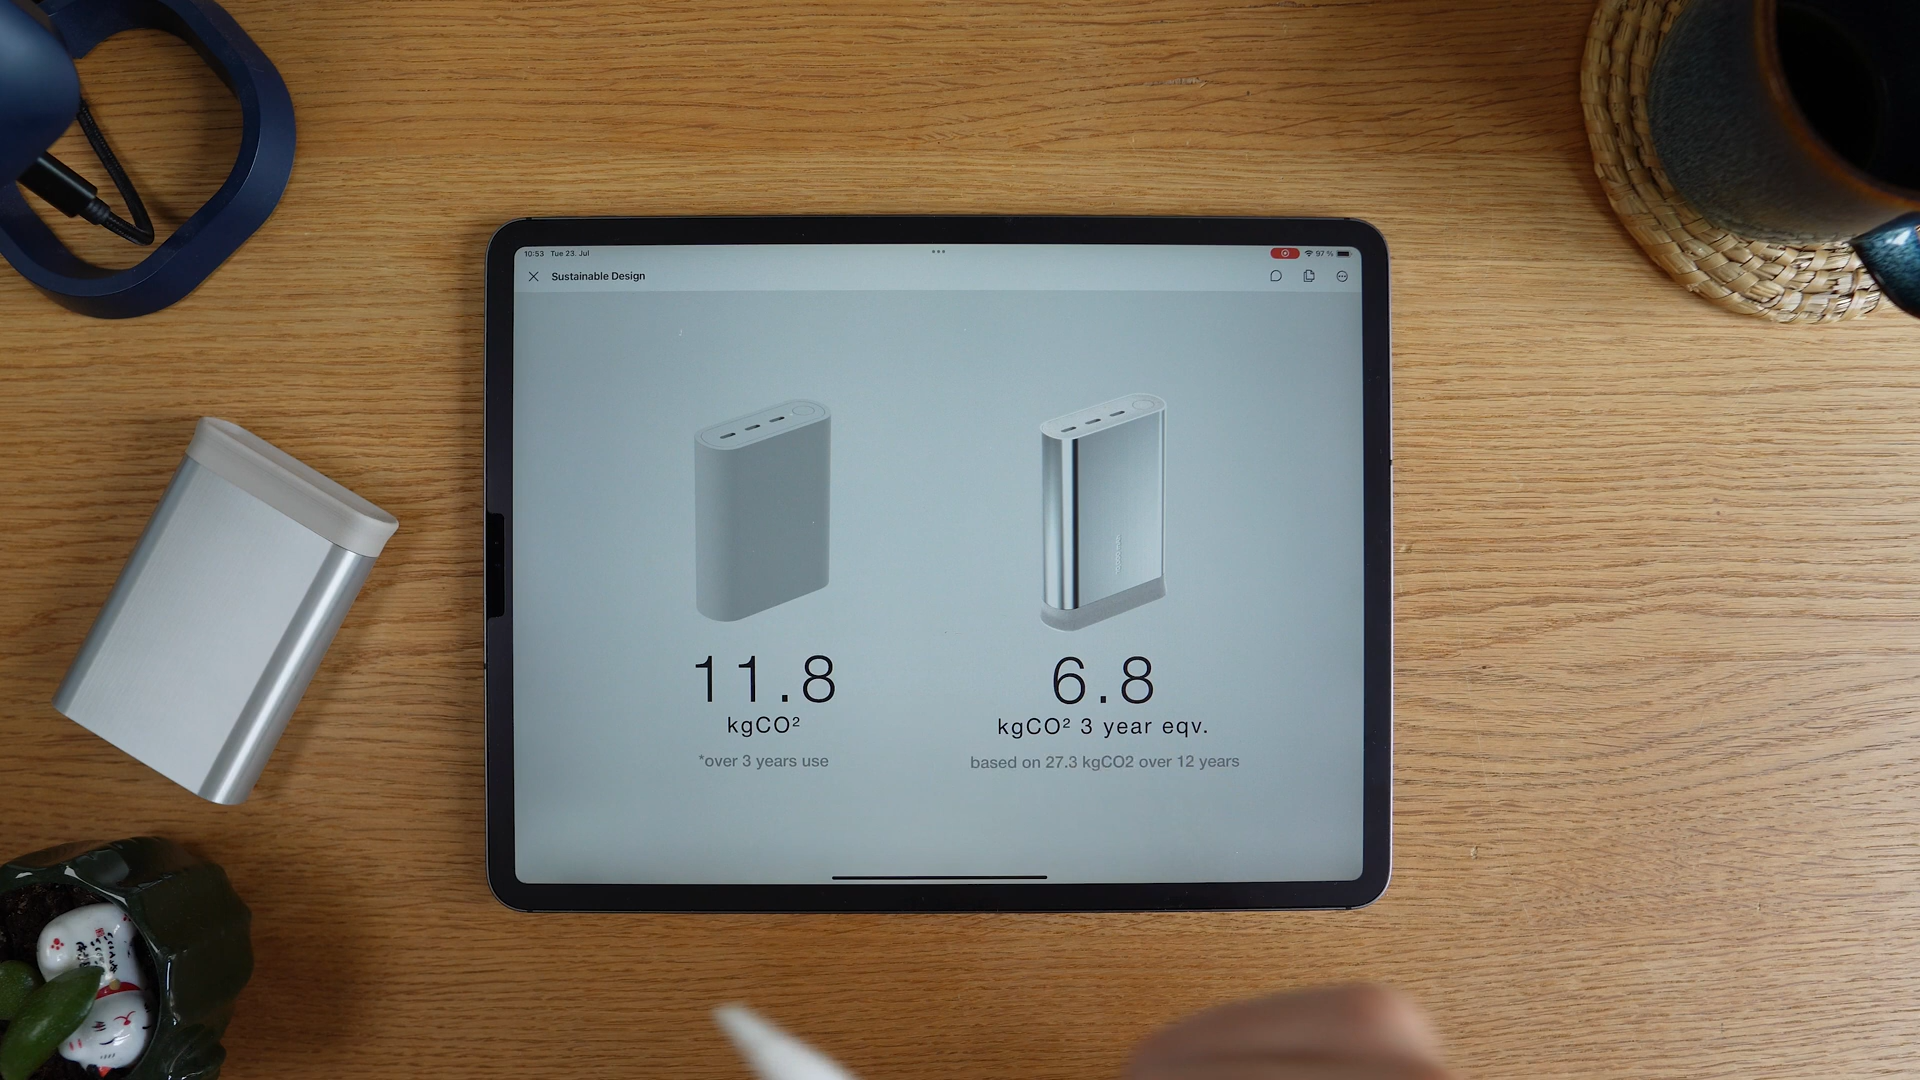 10:53 Tue 23. Jul
97 %
Sustainable Design
11.8
kgCO²
*over 3 years use
6.8
kgCO² 3 year eqv.
based on 27.3 kgCO2 over 12 years